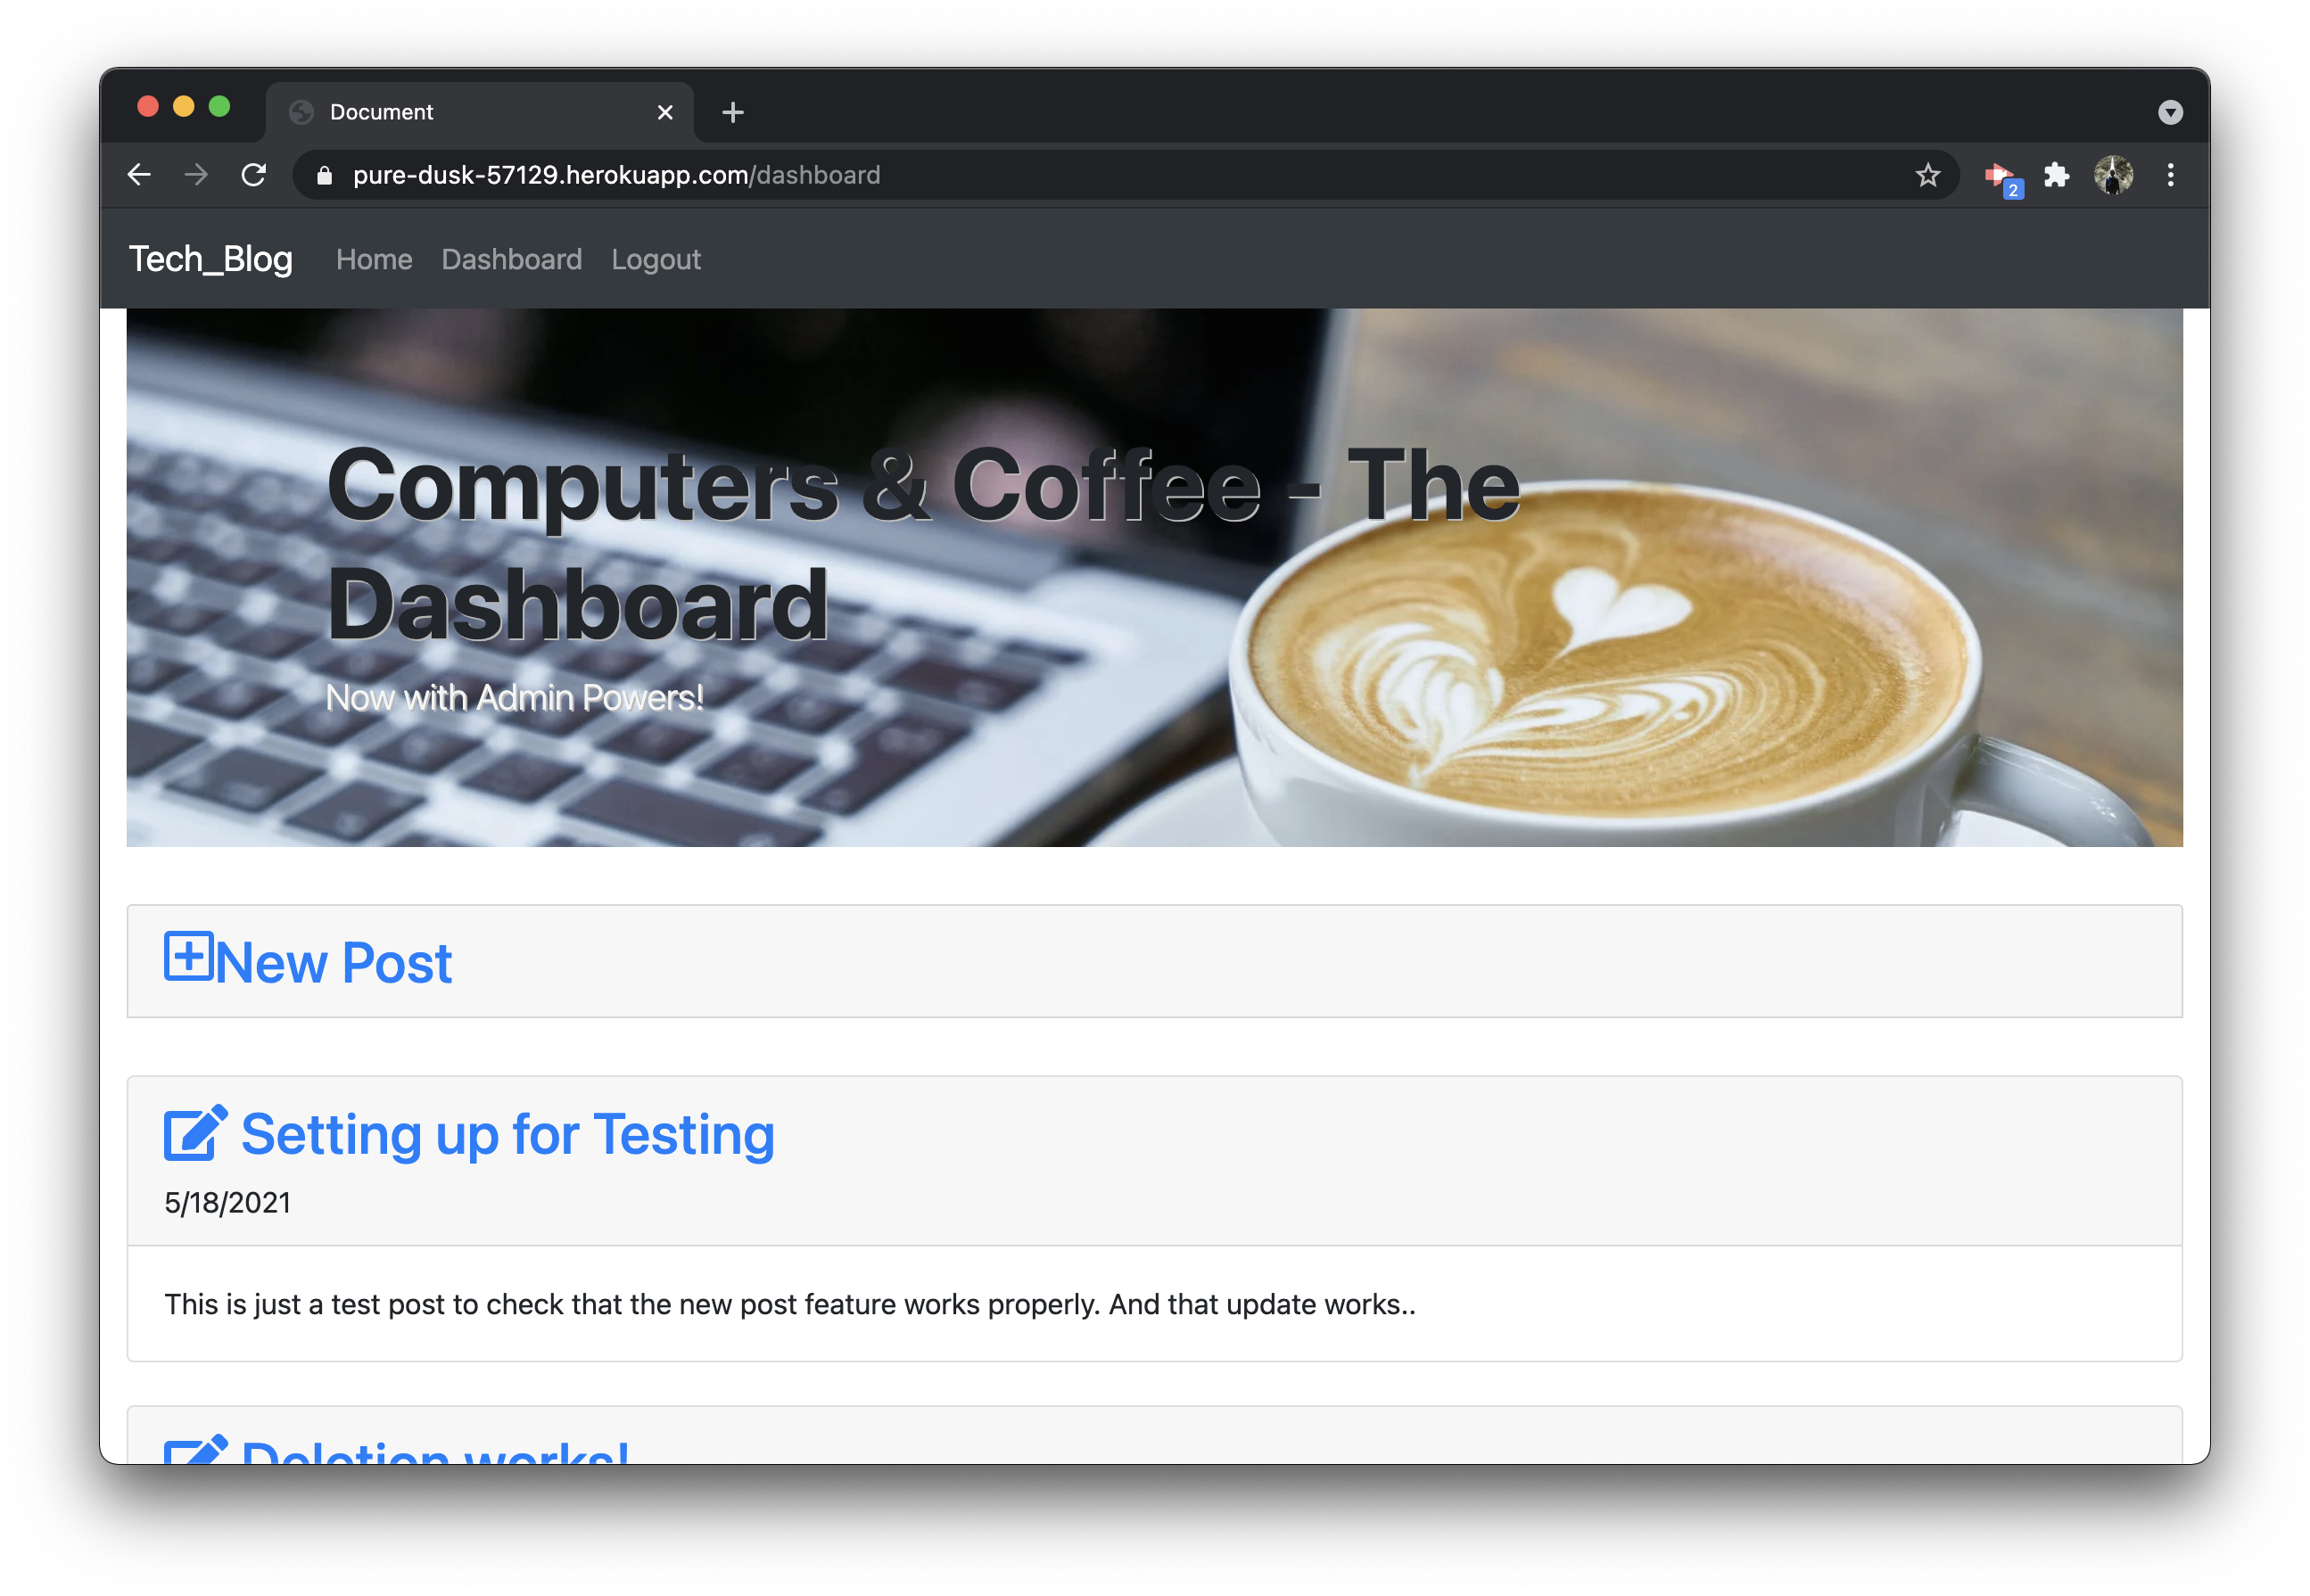 Document
pure-dusk-57129.herokuapp.com/dashboard
2
Tech_Blog Home Dashboard Logout
Computers & Coffee - The
Dashboard
Now with Admin Powers!
New Post
Setting up for Testing
5/18/2021
This is just a test post to check that the new post feature works properly. And that update works..
Deletion works!